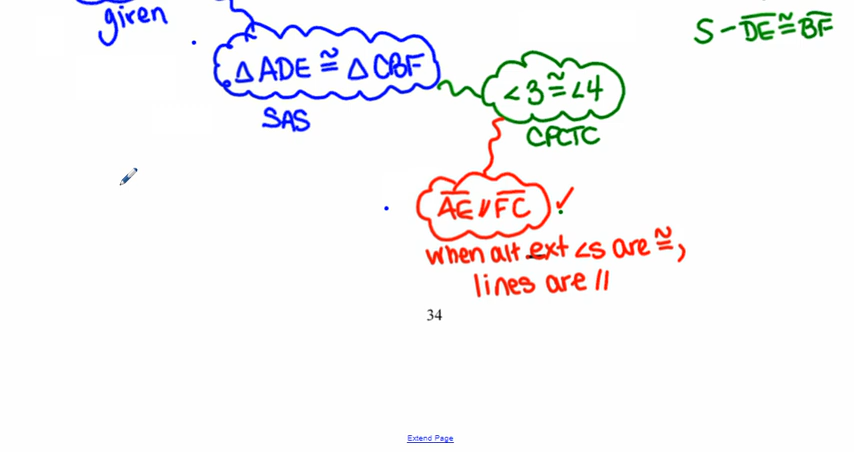 given
S - DE ≅ BF
△ ADE ≅ △ CBF
∠3 ≅ ∠4
SAS
CPCTC
AE // FC ✓
when alt ext ∠s are ≅,
lines are //
34
Extend Page